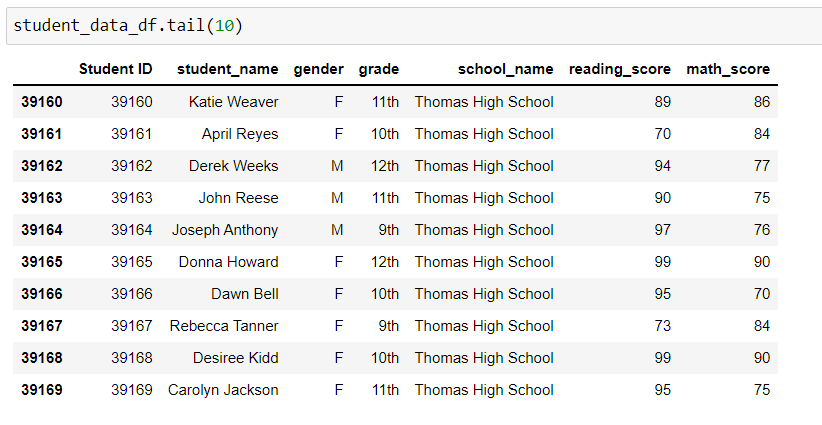 student_data_df.tail(10)
Student ID student_name gender grade school_name reading_score math_score
39160 39160 Katie Weaver F 11th Thomas High School 89 86
39161 39161 April Reyes F 10th Thomas High School 70 84
39162 39162 Derek Weeks M 12th Thomas High School 94 77
39163 39163 John Reese M 11th Thomas High School 90 75
39164 39164 Joseph Anthony M 9th Thomas High School 97 76
39165 39165 Donna Howard F 12th Thomas High School 99 90
39166 39166 Dawn Bell F 10th Thomas High School 95 70
39167 39167 Rebecca Tanner F 9th Thomas High School 73 84
39168 39168 Desiree Kidd F 10th Thomas High School 99 90
39169 39169 Carolyn Jackson F 11th Thomas High School 95 75